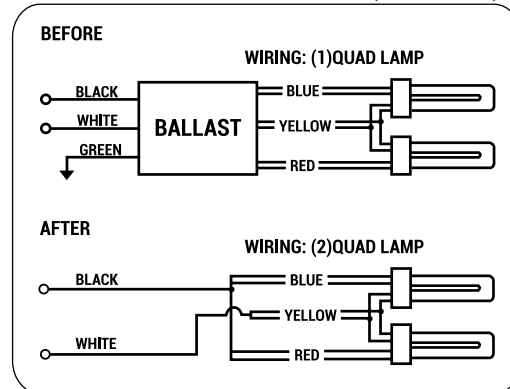 BEFORE
WIRING: (1)QUAD LAMP
BLACK
WHITE
GREEN
BALLAST
BLUE
YELLOW
RED
AFTER
WIRING: (2)QUAD LAMP
BLACK
WHITE
BLUE
YELLOW
RED